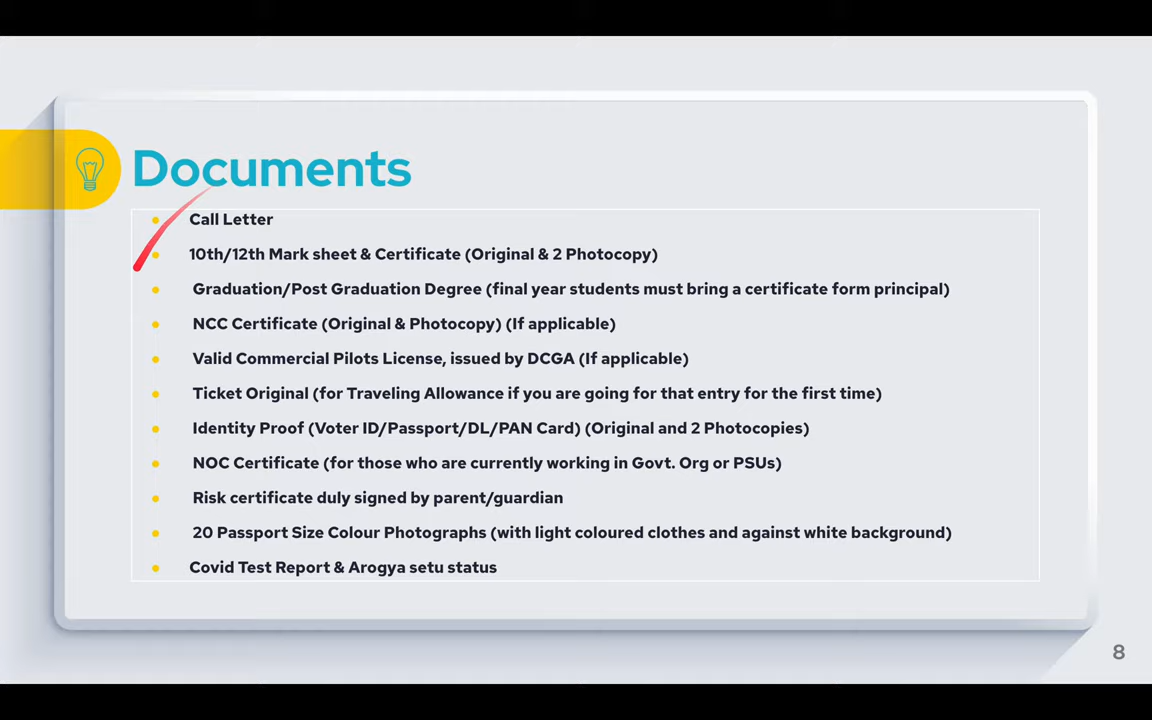 Documents
Call Letter
10th/12th Mark sheet & Certificate (Original & 2 Photocopy)
Graduation/Post Graduation Degree (final year students must bring a certificate form principal)
NCC Certificate (Original & Photocopy) (If applicable)
Valid Commercial Pilots License, issued by DCGA (If applicable)
Ticket Original (for Traveling Allowance if you are going for that entry for the first time)
Identity Proof (Voter ID/Passport/DL/PAN Card) (Original and 2 Photocopies)
NOC Certificate (for those who are currently working in Govt. Org or PSUs)
Risk certificate duly signed by parent/guardian
20 Passport Size Colour Photographs (with light coloured clothes and against white background)
Covid Test Report & Arogya setu status
8